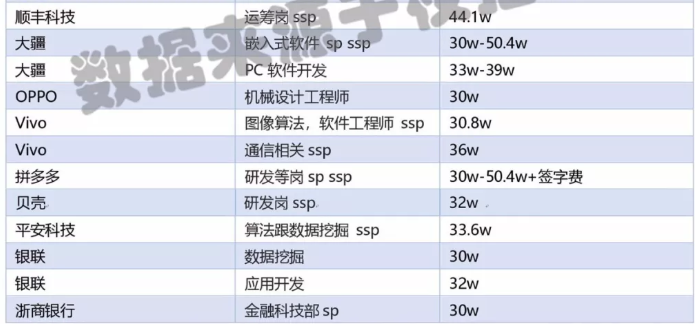 顺丰科技 运筹岗 ssp 44.1w
大疆 嵌入式软件 sp ssp 30w-50.4w
大疆 PC 软件开发 33w-39w
OPPO 机械设计工程师 30w
Vivo 图像算法，软件工程师 ssp 30.8w
Vivo 通信相关 ssp 36w
拼多多 研发等岗 sp ssp 30w-50.4w+签字费
贝壳 研发岗 ssp 32w
平安科技 算法跟数据挖掘 ssp 33.6w
银联 数据挖掘 30w
银联 应用开发 32w
浙商银行 金融科技部 sp 30w
数据来源于